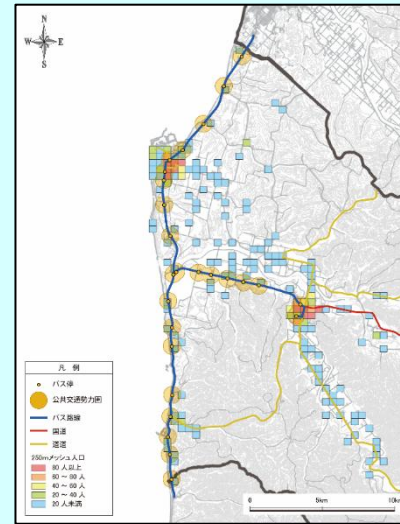 N
W E
S
凡 例
バス停
公共交通勢力圏
バス路線
国道
道道
250mメッシュ人口
80 人以上
60 ～ 80 人
40 ～ 60 人
20 ～ 40 人
20 人未満
0 5km 10km